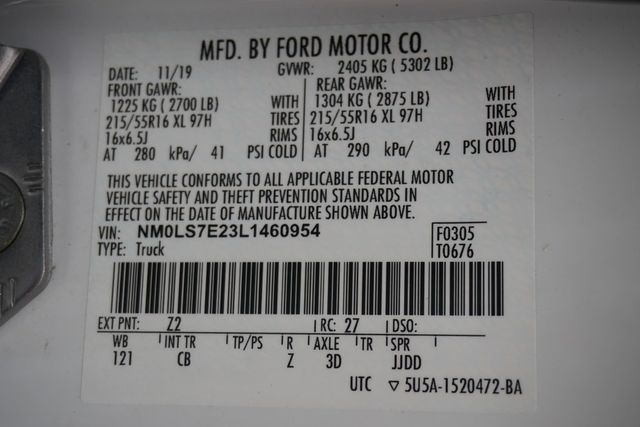 MFD. BY FORD MOTOR CO.
DATE: 11/19 GVWR: 2405 KG ( 5302 LB)
FRONT GAWR: REAR GAWR:
1225 KG ( 2700 LB) WITH 1304 KG ( 2875 LB) WITH
215/55R16 XL 97H TIRES 215/55R16 XL 97H TIRES
16x6.5J RIMS 16x6.5J RIMS
AT 280 kPa/ 41 PSI COLD AT 290 kPa/ 42 PSI COLD
THIS VEHICLE CONFORMS TO ALL APPLICABLE FEDERAL MOTOR
VEHICLE SAFETY AND THEFT PREVENTION STANDARDS IN
EFFECT ON THE DATE OF MANUFACTURE SHOWN ABOVE.
VIN: NM0LS7E23L1460954 F0305
TYPE: Truck T0676
EXT PNT: Z2 RC: 27 DSO:
WB INT TR TP/PS R AXLE TR SPR
121 CB Z 3D JJDD
UTC ▽ 5U5A-1520472-BA